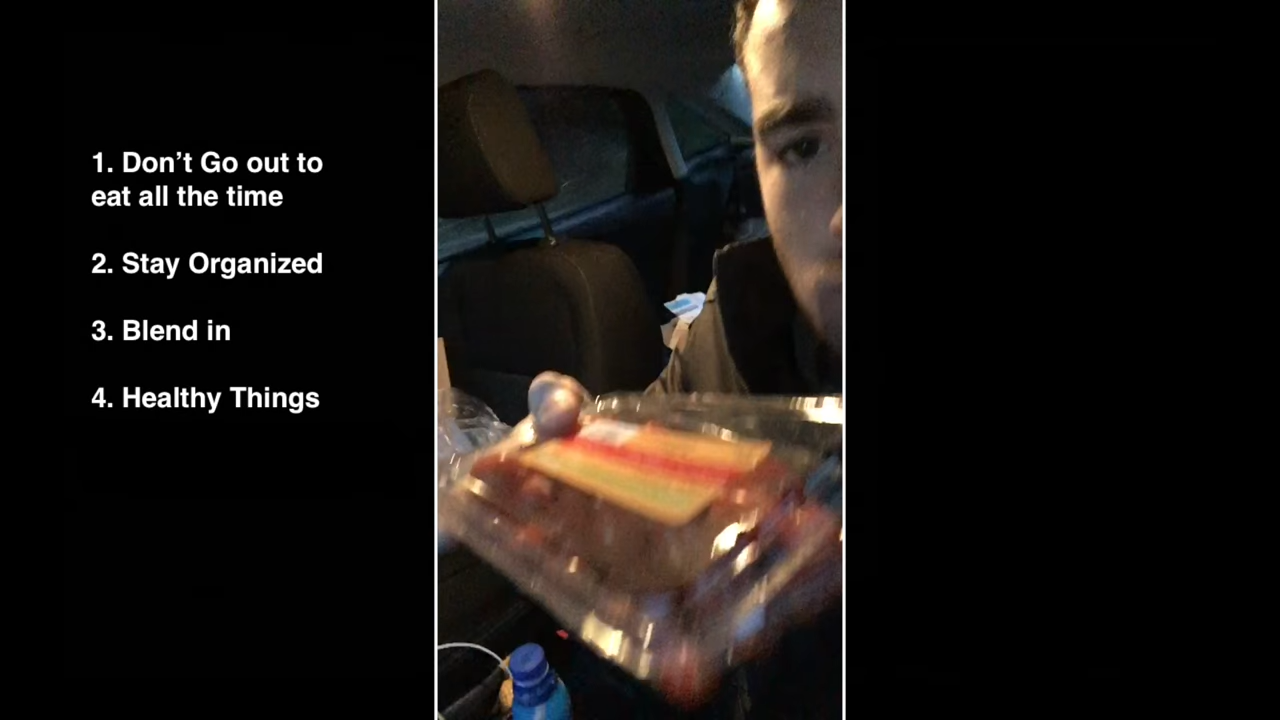 1. Don’t Go out to
eat all the time
2. Stay Organized
3. Blend in
4. Healthy Things